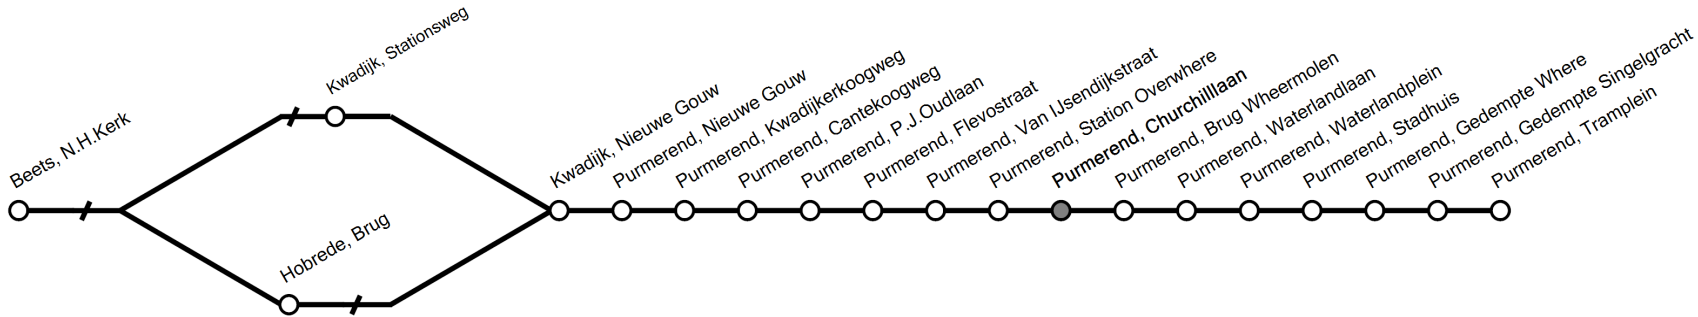 Beets, N.H.Kerk
Kwadijk, Stationsweg
Hobrede, Brug
Kwadijk, Nieuwe Gouw
Purmerend, Nieuwe Gouw
Purmerend, Kwadijkerkoogweg
Purmerend, Cantekoogweg
Purmerend, P.J.Oudlaan
Purmerend, Flevostraat
Purmerend, Van IJsendijkstraat
Purmerend, Station Overwhere
Purmerend, Churchilllaan
Purmerend, Brug Wheermolen
Purmerend, Waterlandlaan
Purmerend, Waterlandplein
Purmerend, Stadhuis
Purmerend, Gedempte Where
Purmerend, Gedempte Singelgracht
Purmerend, Tramplein